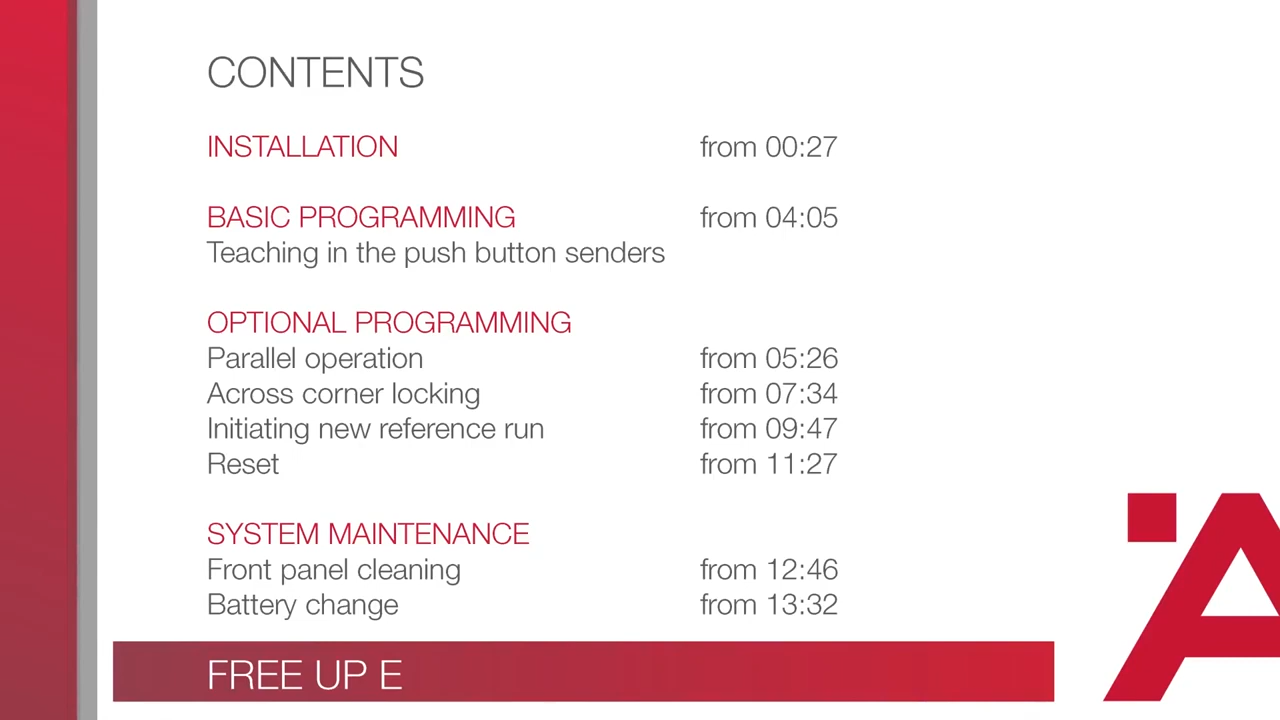 CONTENTS
INSTALLATION from 00:27
BASIC PROGRAMMING from 04:05
Teaching in the push button senders
OPTIONAL PROGRAMMING
Parallel operation from 05:26
Across corner locking from 07:34
Initiating new reference run from 09:47
Reset from 11:27
SYSTEM MAINTENANCE
Front panel cleaning from 12:46
Battery change from 13:32
FREE UP E